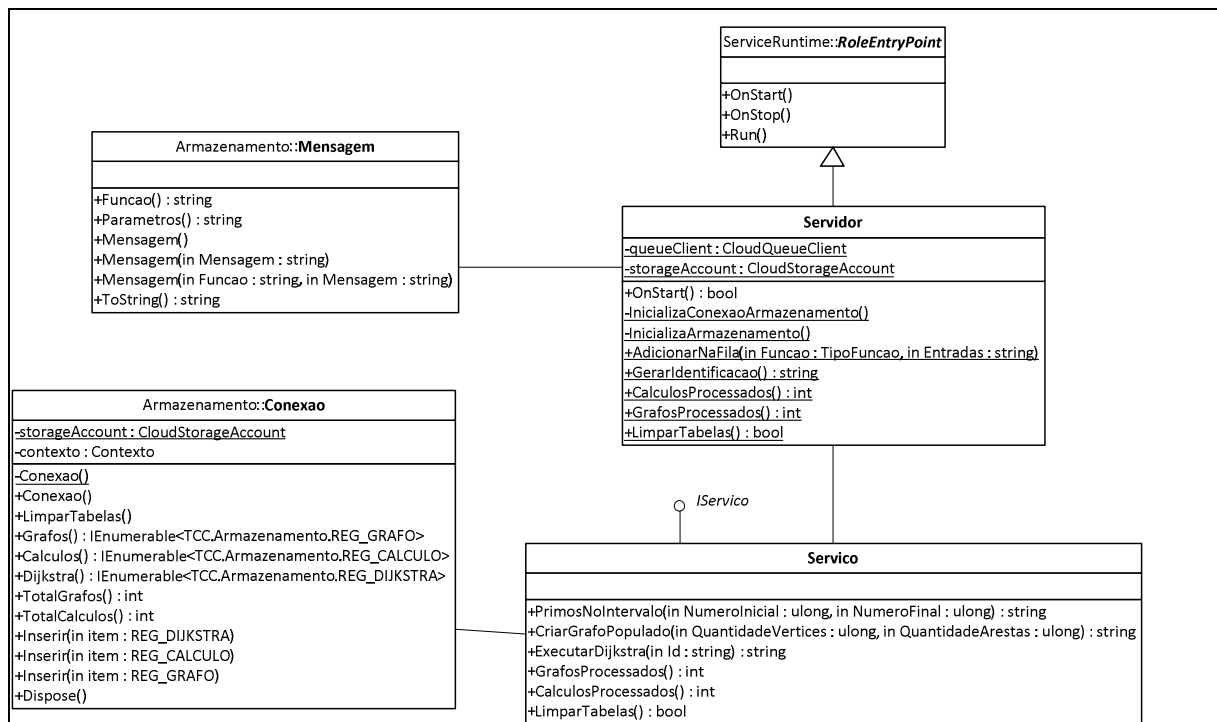 ServiceRuntime::RoleEntryPoint
+OnStart()
+OnStop()
+Run()
Armazenamento::Mensagem
+Funcao() : string
+Parametros() : string
+Mensagem()
+Mensagem(in Mensagem : string)
+Mensagem(in Funcao : string, in Mensagem : string)
+ToString() : string
Servidor
-queueClient : CloudQueueClient
-storageAccount : CloudStorageAccount
+OnStart() : bool
-InicializaConexaoArmazenamento()
-InicializaArmazenamento()
+AdicionarNaFila(in Funcao : TipoFuncao, in Entradas : string)
+GerarIdentificacao() : string
+CalculosProcessados() : int
+GrafosProcessados() : int
+LimparTabelas() : bool
Armazenamento::Conexao
-storageAccount : CloudStorageAccount
-contexto : Contexto
-Conexao()
+Conexao()
+LimparTabelas()
+Grafos() : IEnumerable<TCC.Armazenamento.REG_GRAFO>
+Calculos() : IEnumerable<TCC.Armazenamento.REG_CALCULO>
+Dijkstra() : IEnumerable<TCC.Armazenamento.REG_DIJKSTRA>
+TotalGrafos() : int
+TotalCalculos() : int
+Inserir(in item : REG_DIJKSTRA)
+Inserir(in item : REG_CALCULO)
+Inserir(in item : REG_GRAFO)
+Dispose()
IServico
Servico
+PrimosNoIntervalo(in NumeroInicial : ulong, in NumeroFinal : ulong) : string
+CriarGrafoPopulado(in QuantidadeVertices : ulong, in QuantidadeArestas : ulong) : string
+ExecutarDijkstra(in Id : string) : string
+GrafosProcessados() : int
+CalculosProcessados() : int
+LimparTabelas() : bool